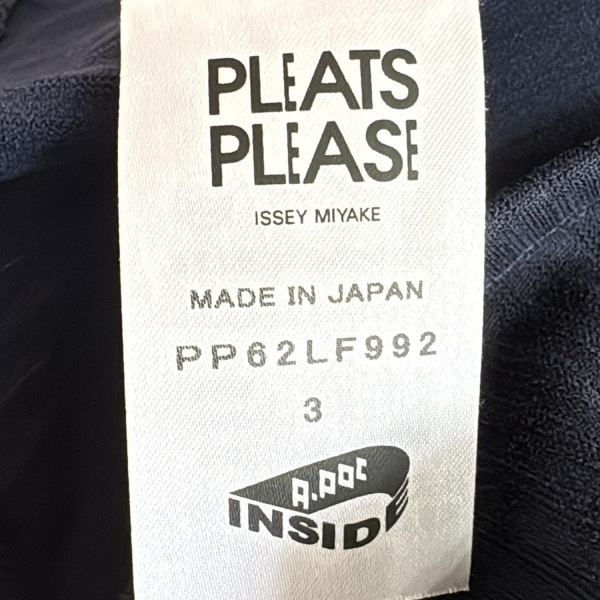 PLEATS
PLEASE
ISSEY MIYAKE
MADE IN JAPAN
PP62LF992
3
A.POC
INSIDE